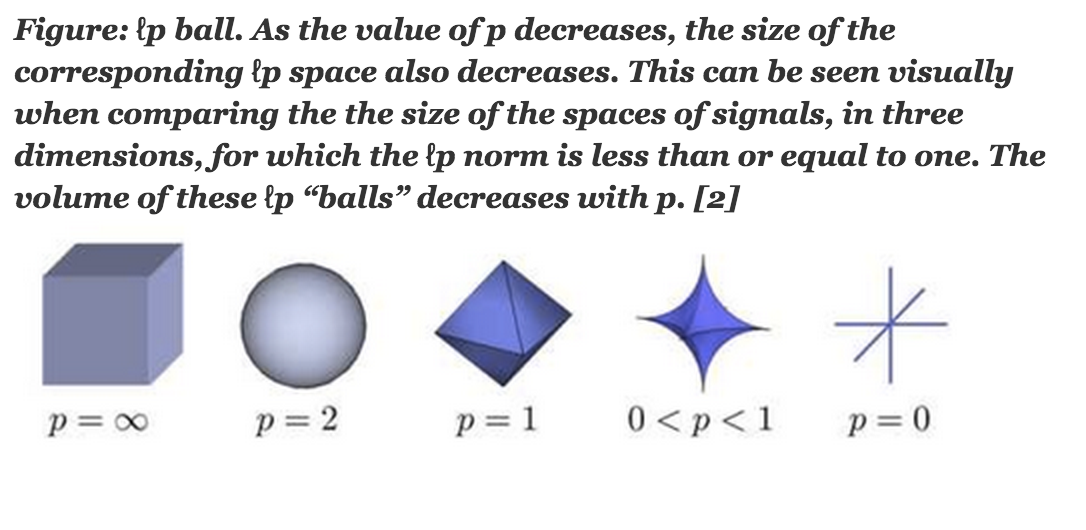 Figure: ℓp ball. As the value of p decreases, the size of the
corresponding ℓp space also decreases. This can be seen visually
when comparing the the size of the spaces of signals, in three
dimensions, for which the ℓp norm is less than or equal to one. The
volume of these ℓp “balls” decreases with p. [2]
p = ∞ p = 2 p = 1 0 < p < 1 p = 0